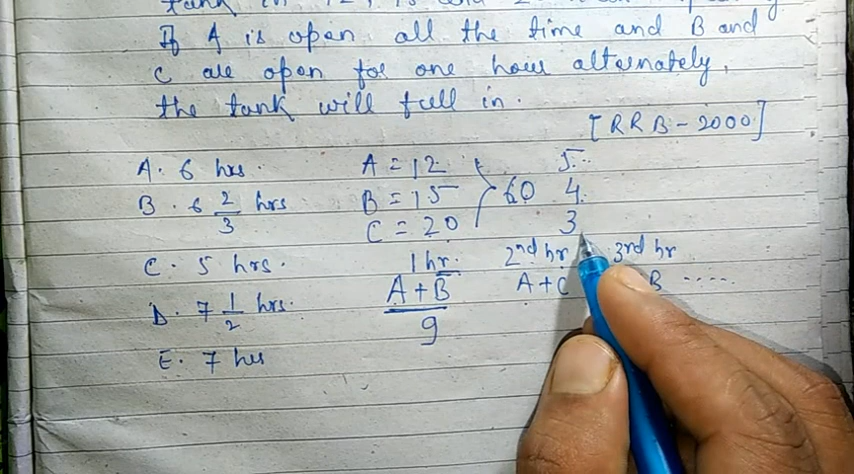 If A is open all the time and B and
C are open for one hour alternately,
the tank will full in.
[RRB-2000]
A. 6 hrs.
B. 6 2/3 hrs
C. 5 hrs.
D. 7 1/2 hrs.
E. 7 hrs
A = 12
B = 15
C = 20
60
5
4
3
1 hr.
A+B
9
2nd hr
A+C
3rd hr
B .....